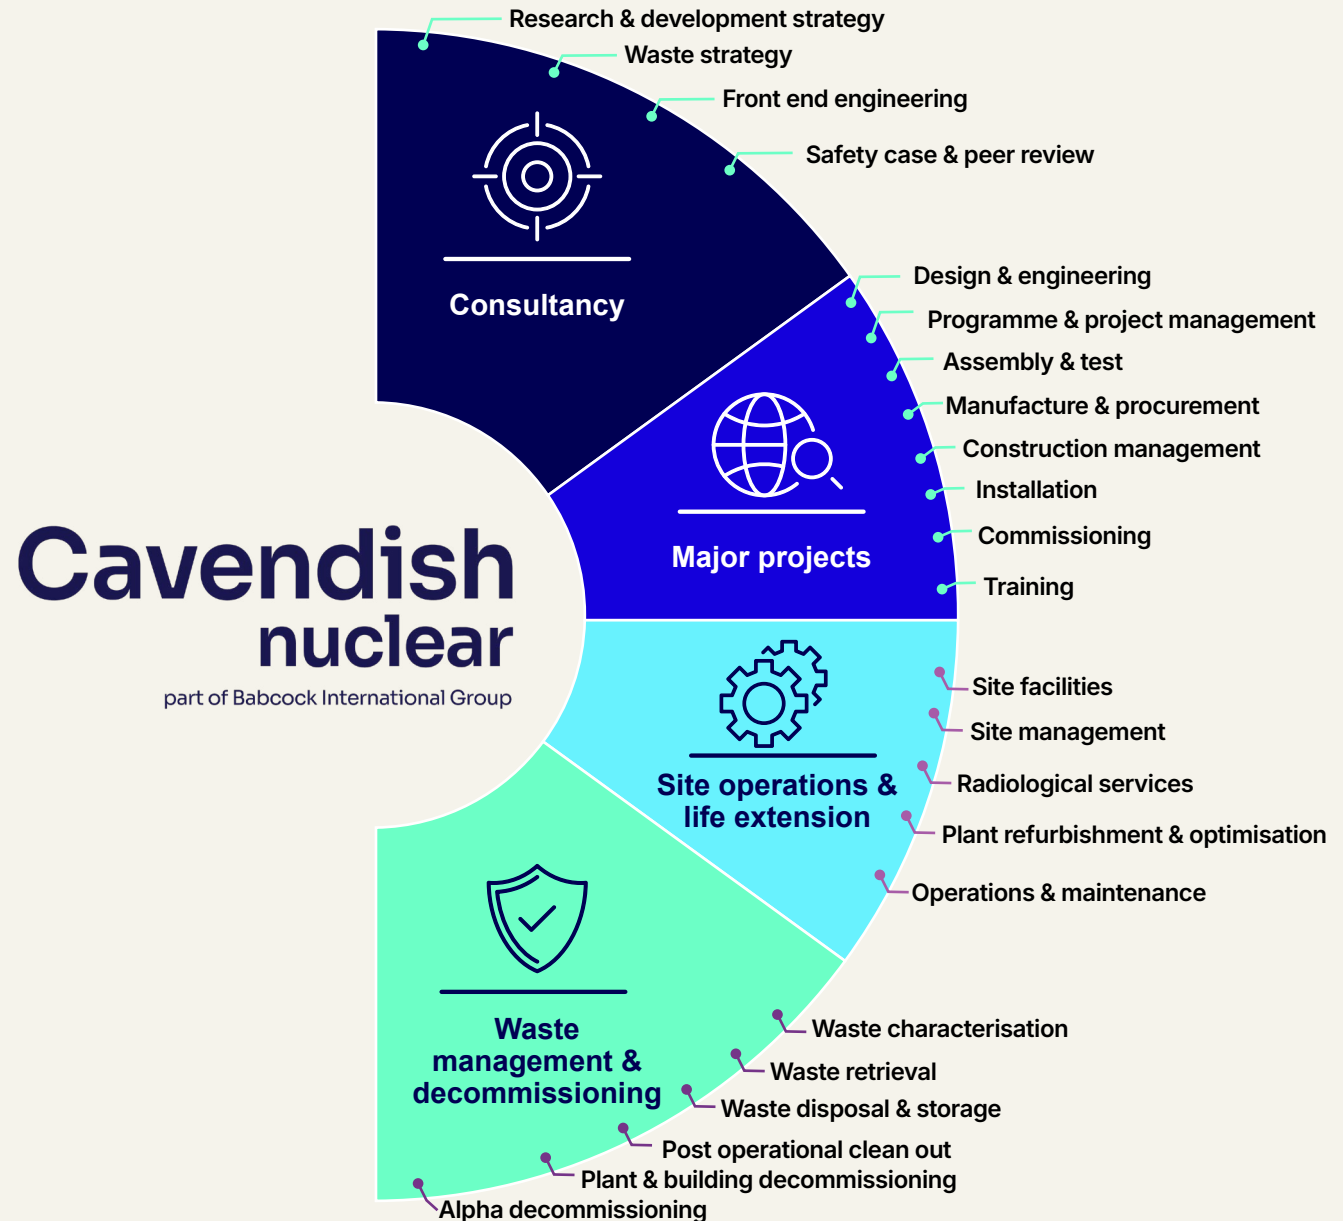 Research & development strategy
Waste strategy
Front end engineering
Safety case & peer review
Consultancy
Design & engineering
Programme & project management
Assembly & test
Manufacture & procurement
Construction management
Installation
Commissioning
Training
Major projects
Cavendish
nuclear
part of Babcock International Group
Site facilities
Site management
Radiological services
Plant refurbishment & optimisation
Operations & maintenance
Site operations &
life extension
Waste
management &
decommissioning
Waste characterisation
Waste retrieval
Waste disposal & storage
Post operational clean out
Plant & building decommissioning
Alpha decommissioning